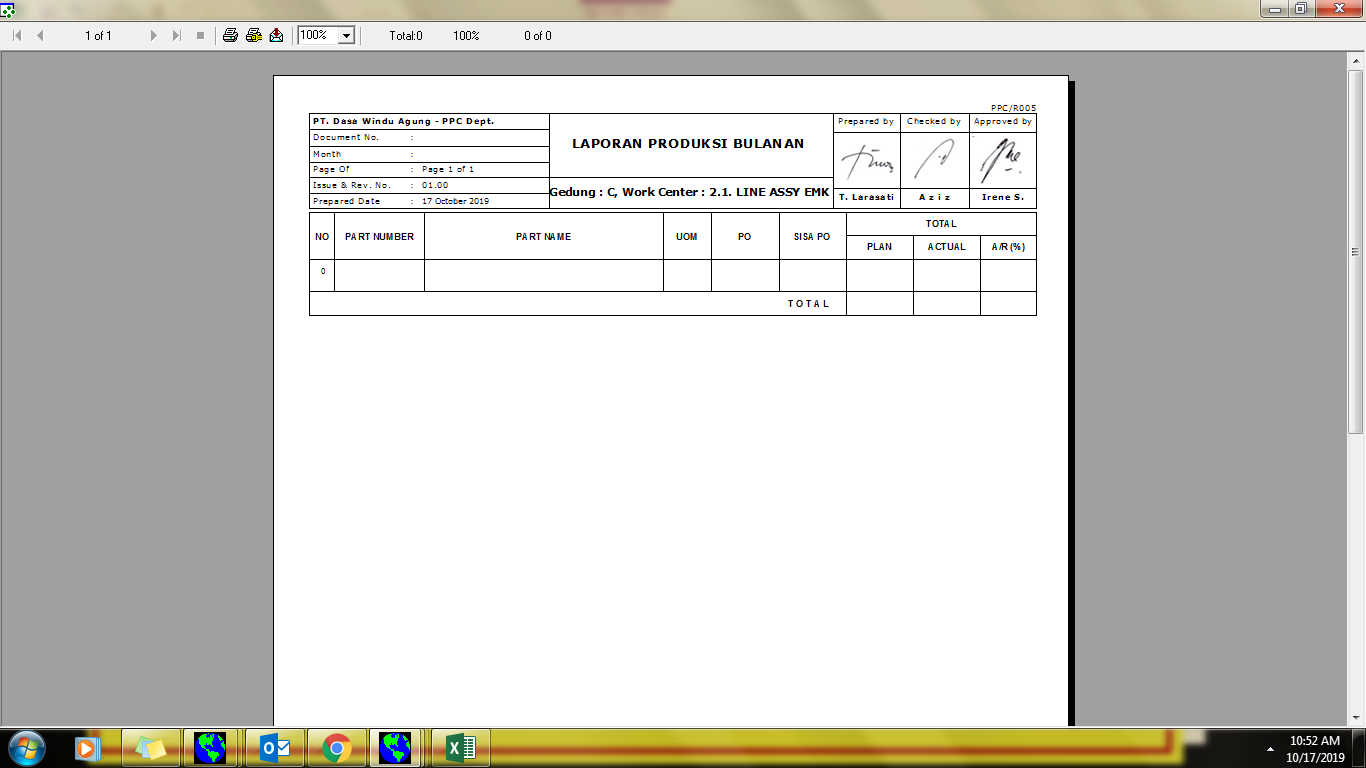 1 of 1 100% Total:0 100% 0 of 0
PPC/R005
PT. Dasa Windu Agung - PPC Dept.
Document No. :
Month :
Page Of : Page 1 of 1
Issue & Rev. No. : 01.00
Prepared Date : 17 October 2019
LAPORAN PRODUKSI BULANAN
Gedung : C, Work Center : 2.1. LINE ASSY EMK
Prepared by Checked by Approved by
T. Larasati A z i z Irene S.
NO PART NUMBER PART NAME UOM PO SISA PO TOTAL
PLAN ACTUAL A/R (%)
0
T O T A L
10:52 AM
10/17/2019